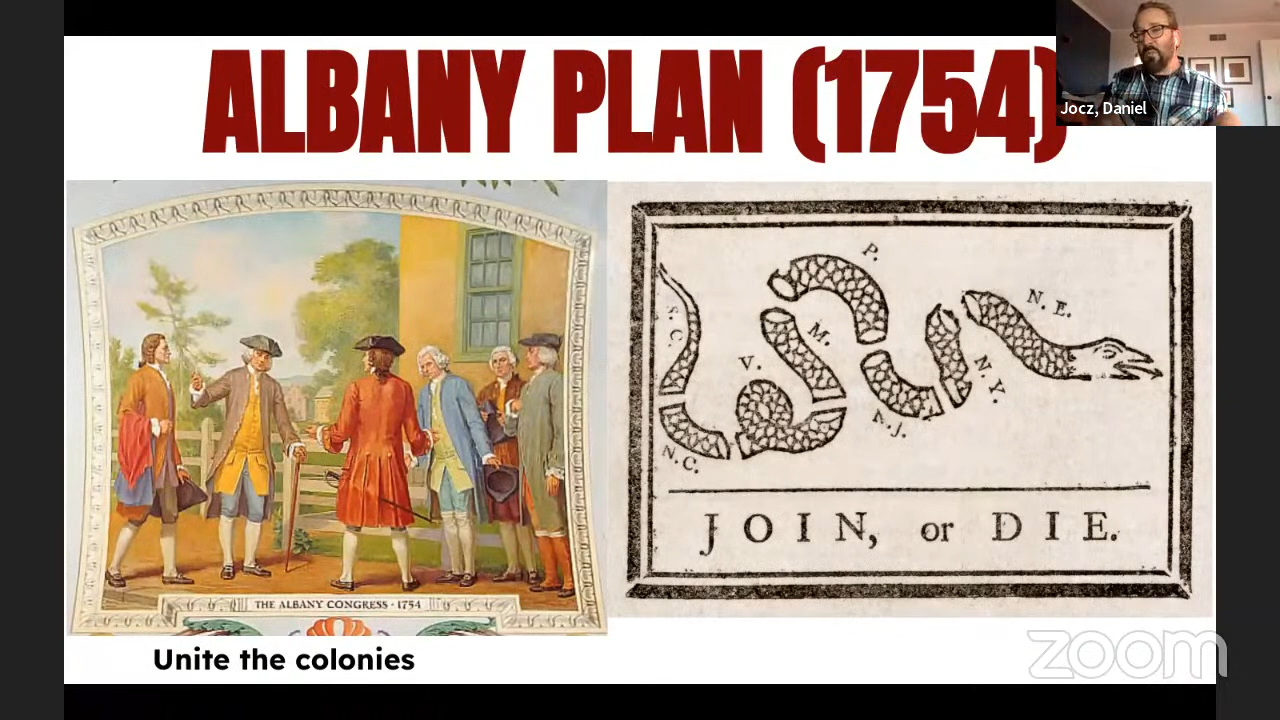 ALBANY PLAN (1754)
Jocz, Daniel
THE ALBANY CONGRESS · 1754
S. C.
N. C.
V.
M.
P.
N. J.
N. Y.
N. E.
JOIN, or DIE.
Unite the colonies
zoom